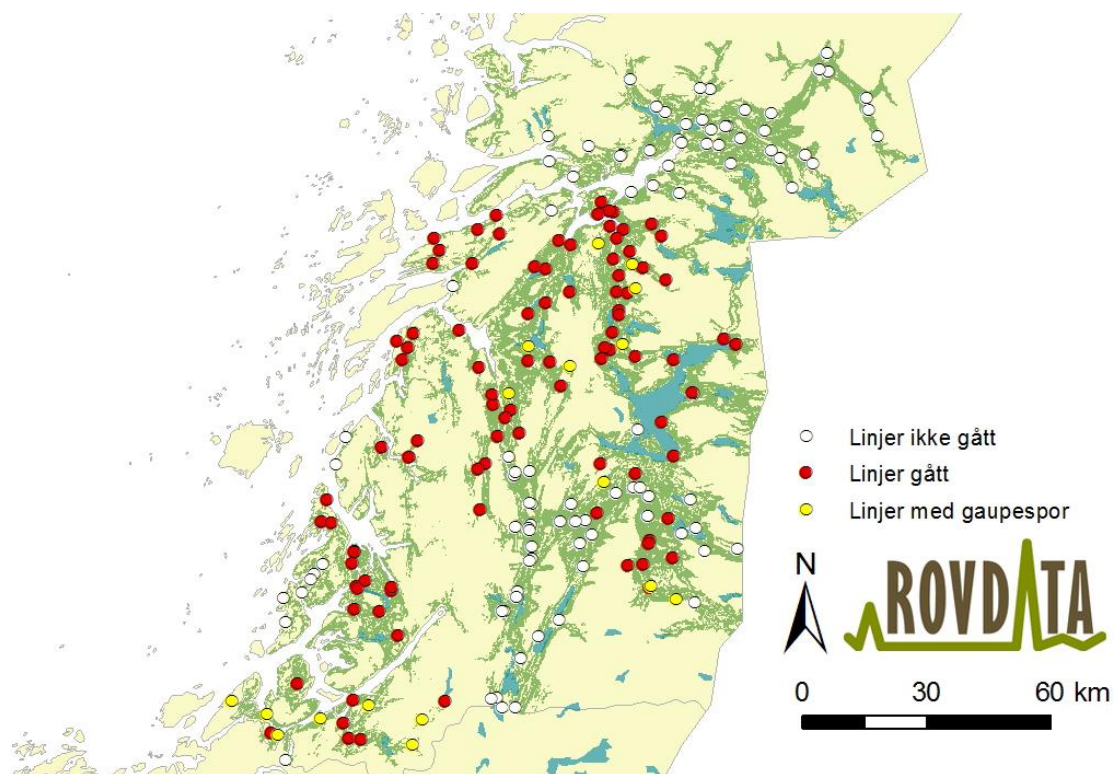 Linjer ikke gått
Linjer gått
Linjer med gaupespor
N
ROVDATA
0 30 60 km